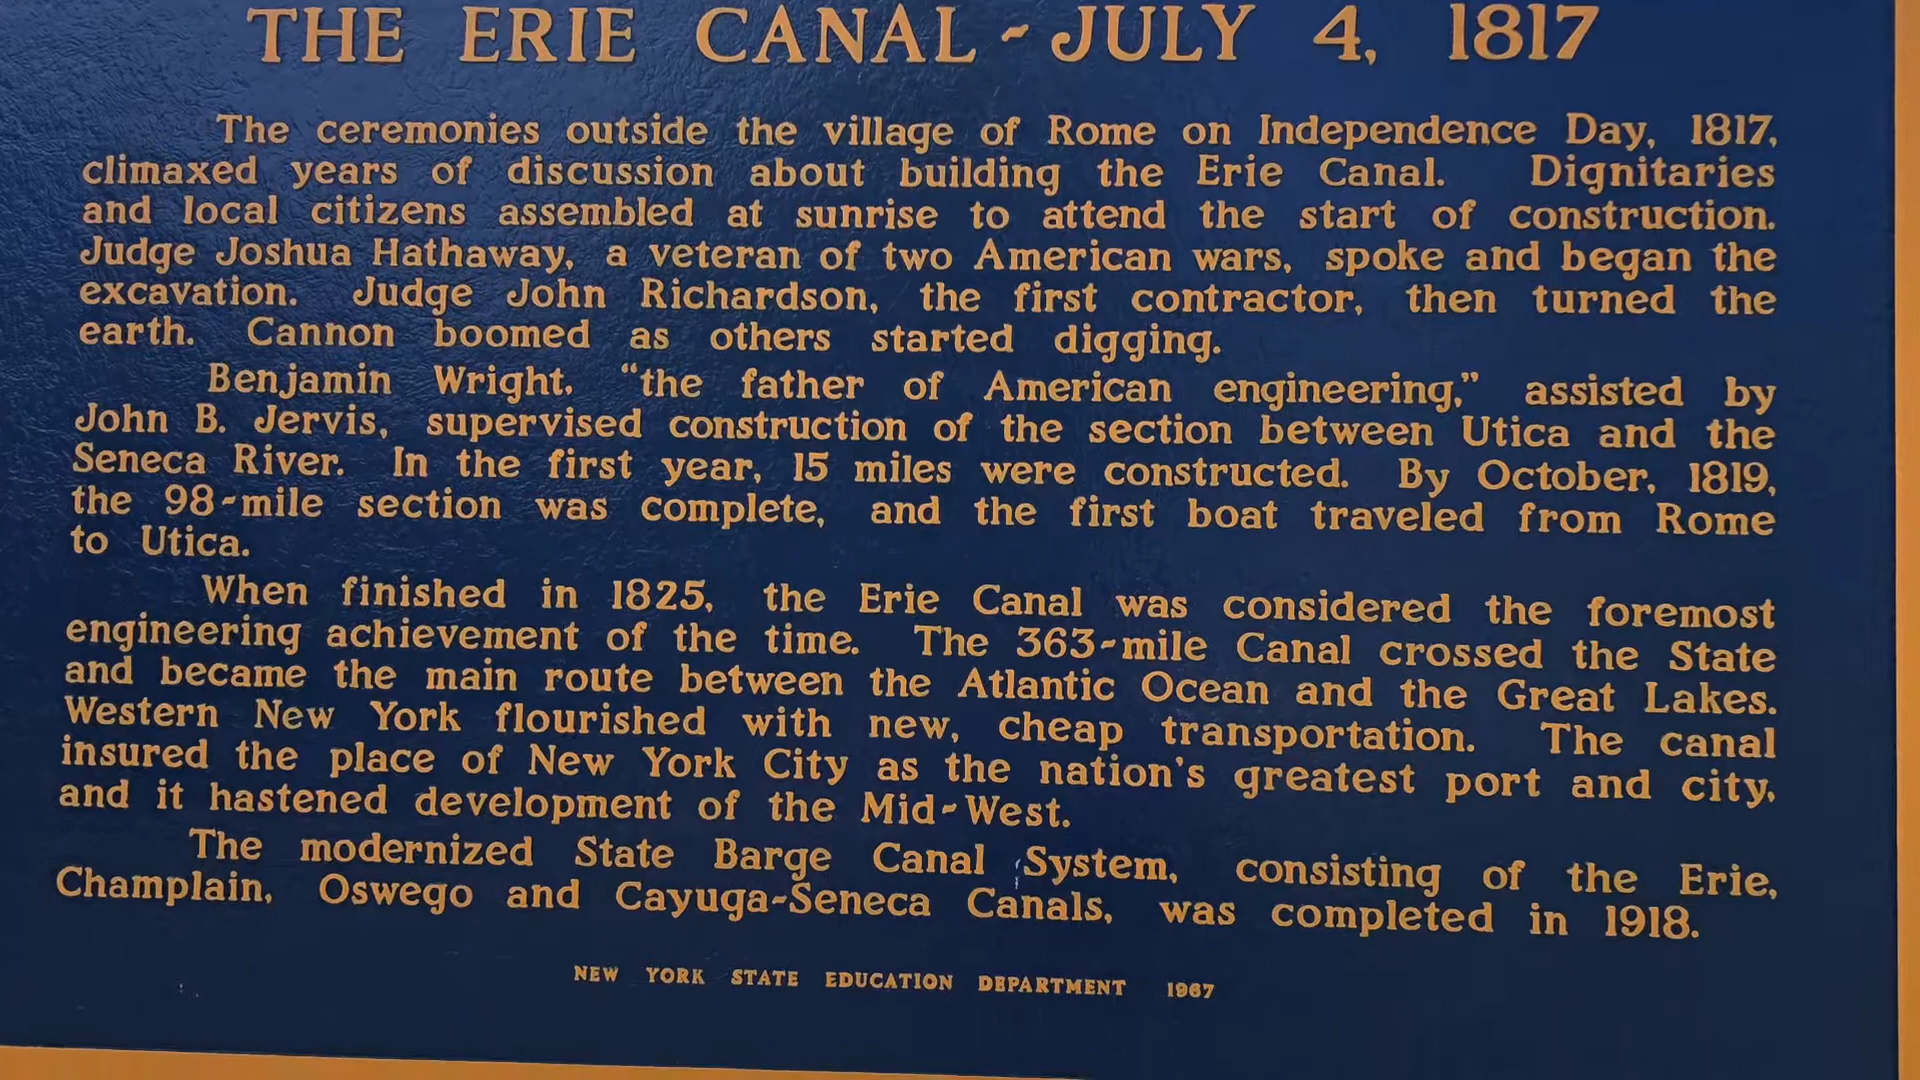 THE ERIE CANAL - JULY 4, 1817
The ceremonies outside the village of Rome on Independence Day, 1817,
climaxed years of discussion about building the Erie Canal. Dignitaries
and local citizens assembled at sunrise to attend the start of construction.
Judge Joshua Hathaway, a veteran of two American wars, spoke and began the
excavation. Judge John Richardson, the first contractor, then turned the
earth. Cannon boomed as others started digging.
Benjamin Wright, “the father of American engineering,” assisted by
John B. Jervis, supervised construction of the section between Utica and the
Seneca River. In the first year, 15 miles were constructed. By October, 1819,
the 98-mile section was complete, and the first boat traveled from Rome
to Utica.
When finished in 1825, the Erie Canal was considered the foremost
engineering achievement of the time. The 363-mile Canal crossed the State
and became the main route between the Atlantic Ocean and the Great Lakes.
Western New York flourished with new, cheap transportation. The canal
insured the place of New York City as the nation's greatest port and city,
and it hastened development of the Mid-West.
The modernized State Barge Canal System, consisting of the Erie,
Champlain, Oswego and Cayuga-Seneca Canals, was completed in 1918.
NEW YORK STATE EDUCATION DEPARTMENT 1967